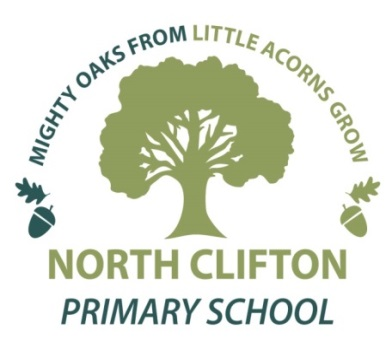 MIGHTY OAKS FROM LITTLE ACORNS GROW
NORTH CLIFTON
PRIMARY SCHOOL